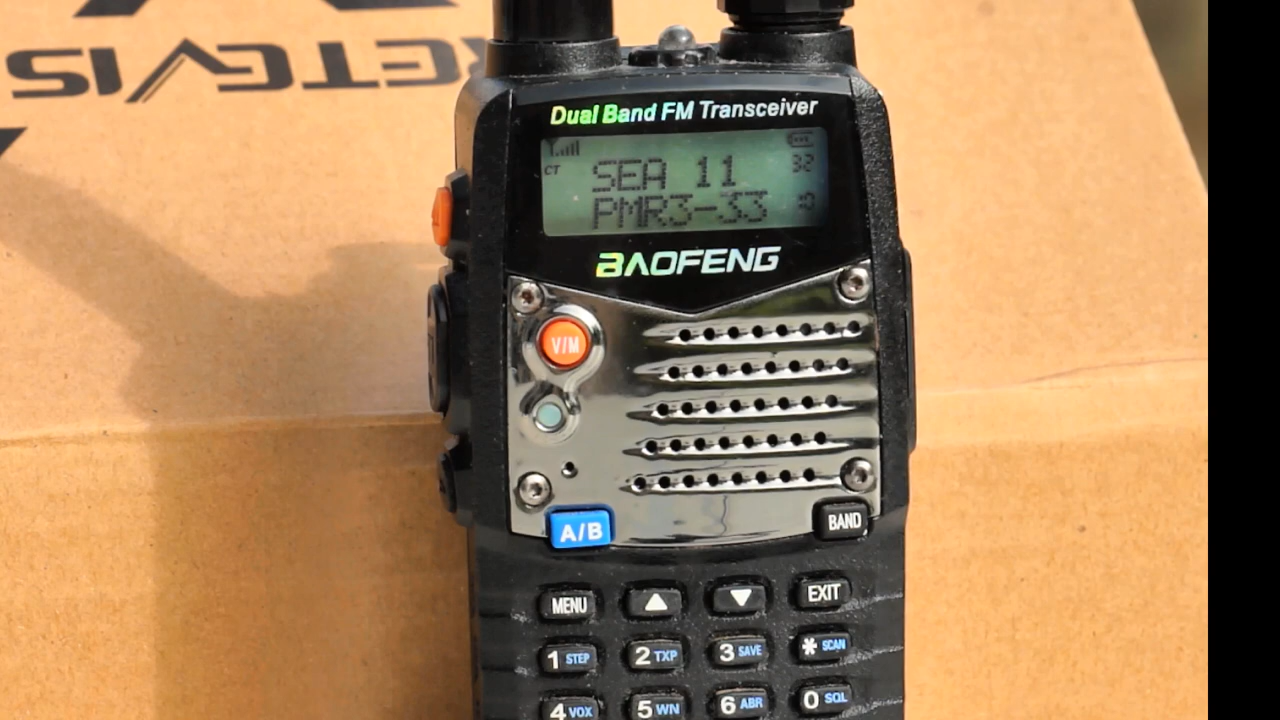 RETEVIS
Dual Band FM Transceiver
SEA 11
CT
32
PMR3-33
BAOFENG
V/M
A/B
BAND
MENU
EXIT
1 STEP
2 TXP
3 SAVE
* SCAN
4 VOX
5 WN
6 ABR
0 SQL